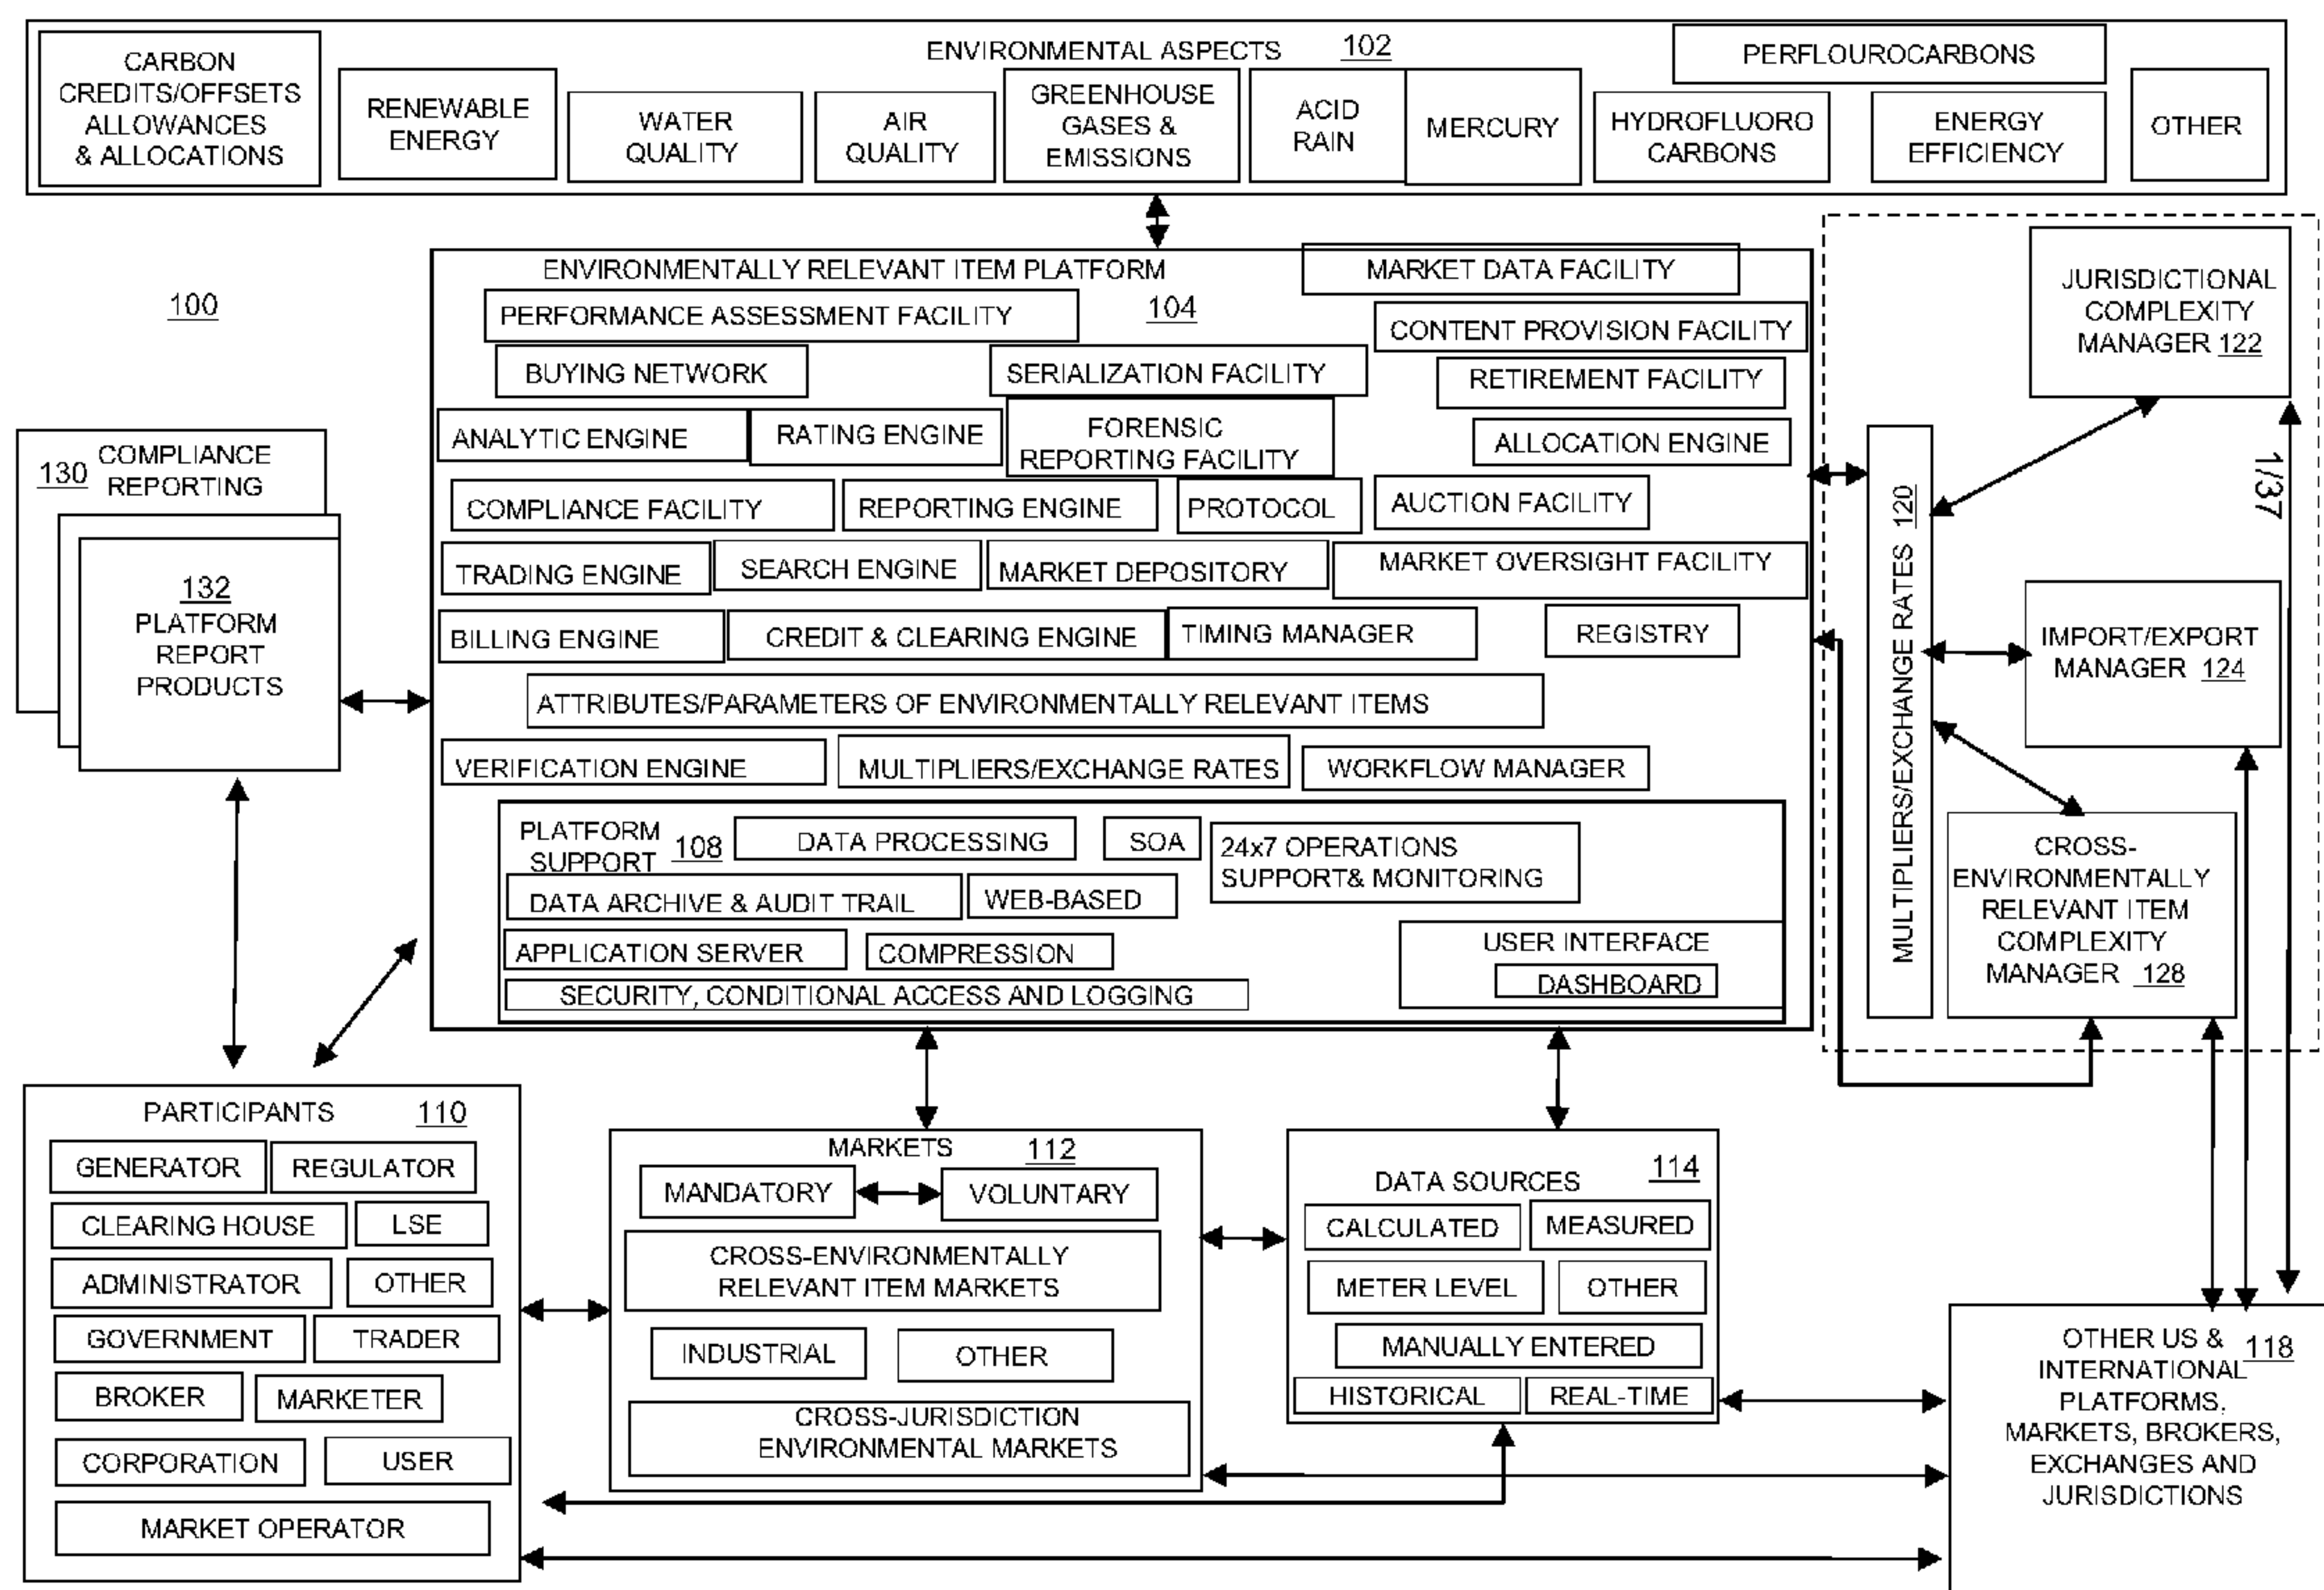 ENVIRONMENTAL ASPECTS 102
CARBON
CREDITS/OFFSETS
ALLOWANCES
& ALLOCATIONS
RENEWABLE
ENERGY
WATER
QUALITY
AIR
QUALITY
GREENHOUSE
GASES &
EMISSIONS
ACID
RAIN
MERCURY
PERFLOUROCARBONS
HYDROFLUORO
CARBONS
ENERGY
EFFICIENCY
OTHER
100
ENVIRONMENTALLY RELEVANT ITEM PLATFORM
104
MARKET DATA FACILITY
PERFORMANCE ASSESSMENT FACILITY
CONTENT PROVISION FACILITY
BUYING NETWORK
SERIALIZATION FACILITY
RETIREMENT FACILITY
ANALYTIC ENGINE
RATING ENGINE
FORENSIC
REPORTING FACILITY
ALLOCATION ENGINE
COMPLIANCE FACILITY
REPORTING ENGINE
PROTOCOL
AUCTION FACILITY
TRADING ENGINE
SEARCH ENGINE
MARKET DEPOSITORY
MARKET OVERSIGHT FACILITY
BILLING ENGINE
CREDIT & CLEARING ENGINE
TIMING MANAGER
REGISTRY
ATTRIBUTES/PARAMETERS OF ENVIRONMENTALLY RELEVANT ITEMS
VERIFICATION ENGINE
MULTIPLIERS/EXCHANGE RATES
WORKFLOW MANAGER
PLATFORM
SUPPORT 108
DATA PROCESSING
SOA
24x7 OPERATIONS
SUPPORT& MONITORING
DATA ARCHIVE & AUDIT TRAIL
WEB-BASED
APPLICATION SERVER
COMPRESSION
USER INTERFACE
DASHBOARD
SECURITY, CONDITIONAL ACCESS AND LOGGING
130 COMPLIANCE
REPORTING
132
PLATFORM
REPORT
PRODUCTS
MULTIPLIERS/EXCHANGE RATES 120
JURISDICTIONAL
COMPLEXITY
MANAGER 122
1/37
IMPORT/EXPORT
MANAGER 124
CROSS-
ENVIRONMENTALLY
RELEVANT ITEM
COMPLEXITY
MANAGER 128
PARTICIPANTS 110
GENERATOR
REGULATOR
CLEARING HOUSE
LSE
ADMINISTRATOR
OTHER
GOVERNMENT
TRADER
BROKER
MARKETER
CORPORATION
USER
MARKET OPERATOR
MARKETS 112
MANDATORY
VOLUNTARY
CROSS-ENVIRONMENTALLY
RELEVANT ITEM MARKETS
INDUSTRIAL
OTHER
CROSS-JURISDICTION
ENVIRONMENTAL MARKETS
DATA SOURCES 114
CALCULATED
MEASURED
METER LEVEL
OTHER
MANUALLY ENTERED
HISTORICAL
REAL-TIME
OTHER US & 118
INTERNATIONAL
PLATFORMS,
MARKETS, BROKERS,
EXCHANGES AND
JURISDICTIONS